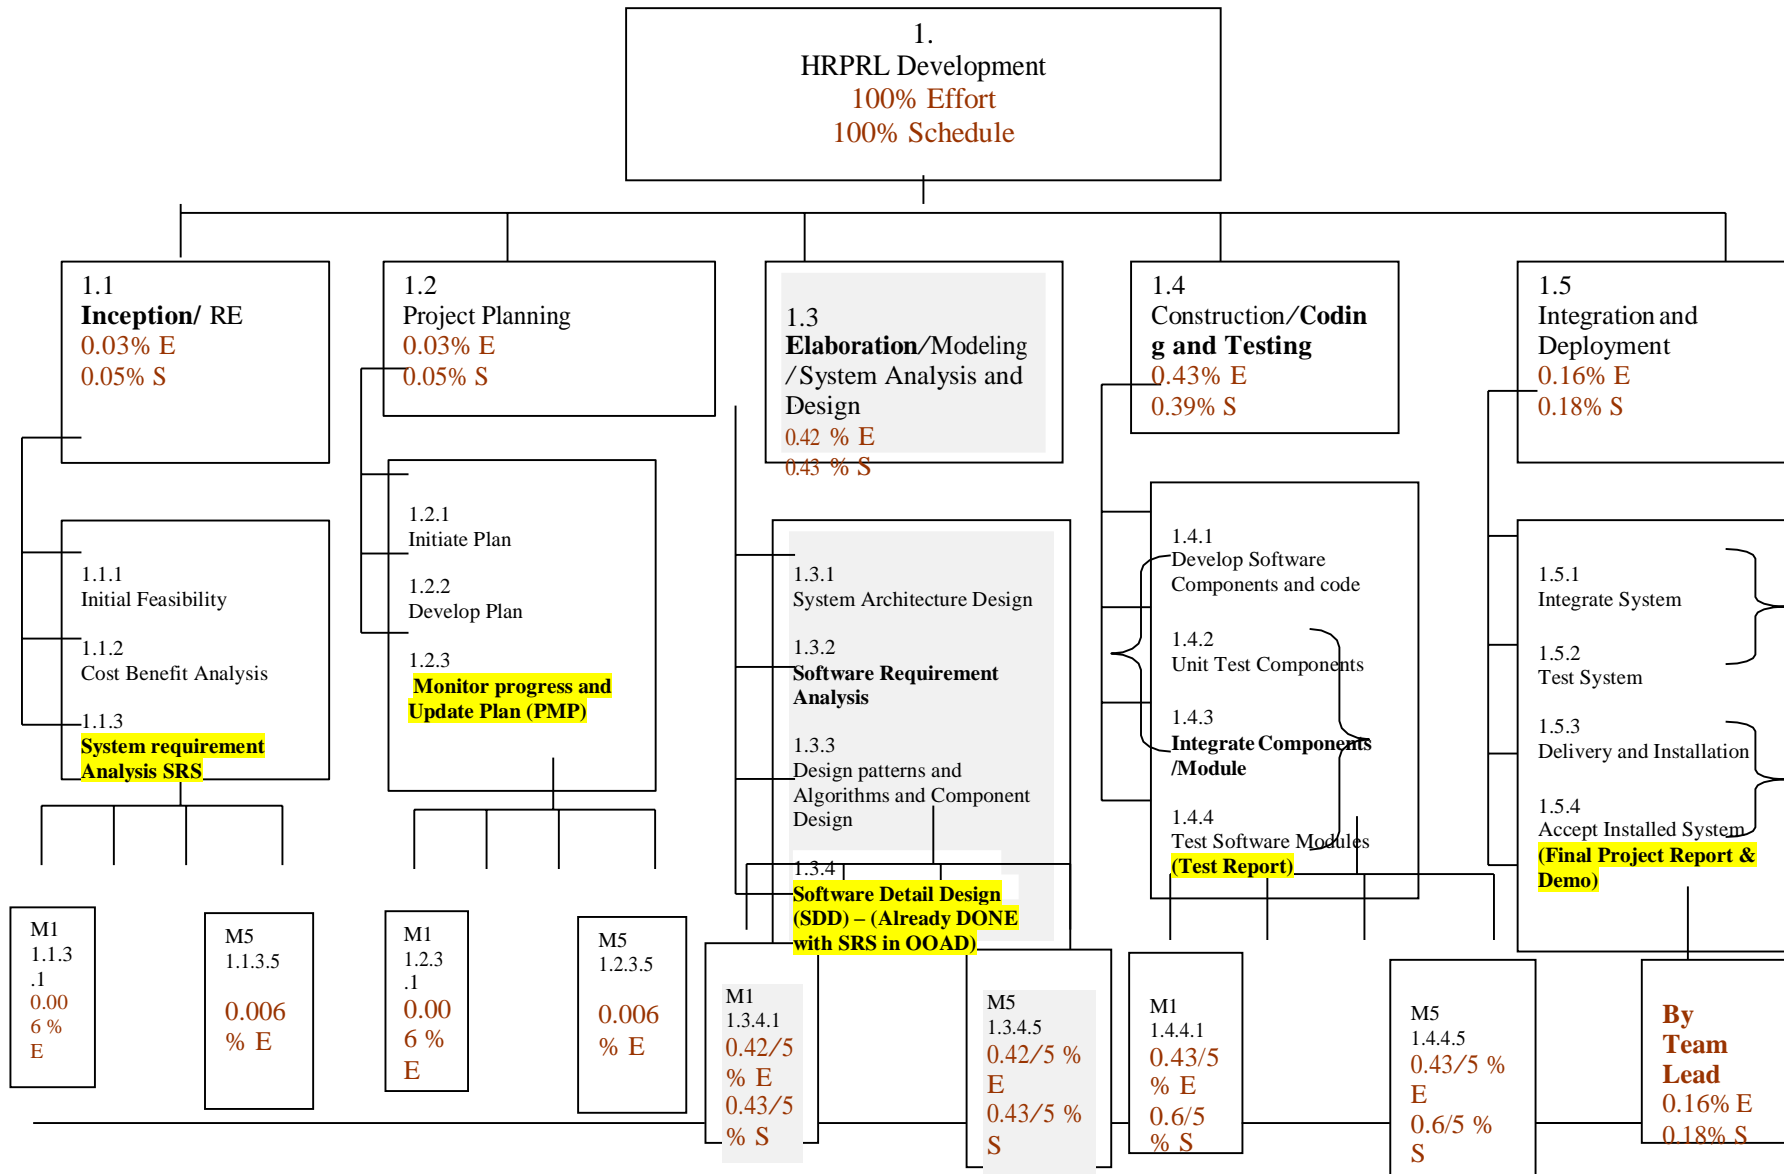 1.
HRPRL Development
100% Effort
100% Schedule
1.1
Inception/ RE
0.03% E
0.05% S
1.2
Project Planning
0.03% E
0.05% S
1.3
Elaboration/Modeling
/System Analysis and
Design
0.42 % E
0.43 % S
1.4
Construction/Codin
g and Testing
0.43% E
0.39% S
1.5
Integration and
Deployment
0.16% E
0.18% S
1.1.1
Initial Feasibility
1.1.2
Cost Benefit Analysis
1.1.3
System requirement
Analysis SRS
1.2.1
Initiate Plan
1.2.2
Develop Plan
1.2.3
Monitor progress and
Update Plan (PMP)
1.3.1
System Architecture Design
1.3.2
Software Requirement
Analysis
1.3.3
Design patterns and
Algorithms and Component
Design
1.3.4
Software Detail Design
(SDD) – (Already DONE
with SRS in OOAD)
1.4.1
Develop Software
Components and code
1.4.2
Unit Test Components
1.4.3
Integrate Components
/Module
1.4.4
Test Software Modules
(Test Report)
1.5.1
Integrate System
1.5.2
Test System
1.5.3
Delivery and Installation
1.5.4
Accept Installed System
(Final Project Report &
Demo)
M1
1.1.3
.1
0.00
6 %
E
M5
1.1.3.5
0.006
% E
M1
1.2.3
.1
0.00
6 %
E
M5
1.2.3.5
0.006
% E
M1
1.3.4.1
0.42/5
% E
0.43/5
% S
M5
1.3.4.5
0.42/5 %
E
0.43/5 %
S
M1
1.4.4.1
0.43/5
% E
0.6/5
% S
M5
1.4.4.5
0.43/5 %
E
0.6/5 %
S
By
Team
Lead
0.16% E
0.18% S